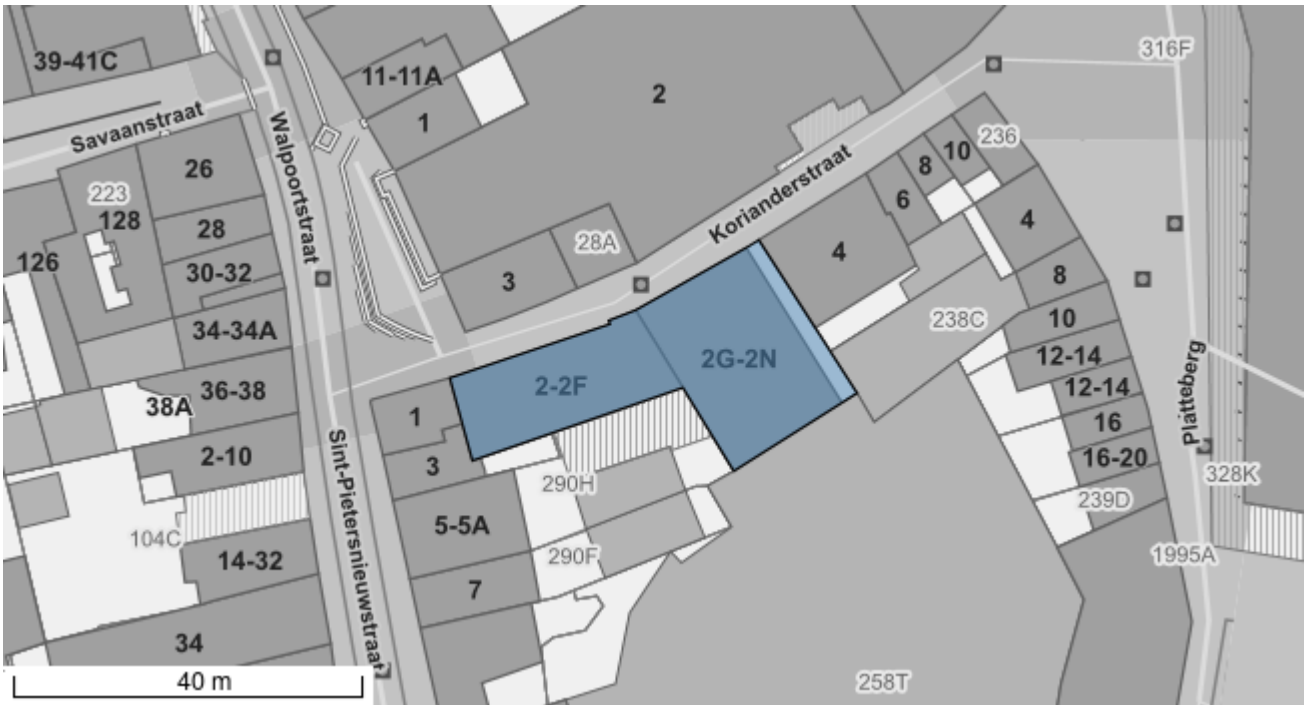 39-41C
316F
11-11A
2
1
Savaanstraat
Walpoortstraat
236
10
8
26
Korianderstraat
223
128
6
4
28
28A
4
126
30-32
3
8
238C
10
34-34A
12-14
2G-2N
Platteberg
36-38
2-2F
12-14
38A
1
16
2-10
Sint-Pietersnieuwstraat
3
16-20
328K
290H
239D
5-5A
104C
290F
1995A
14-32
7
34
40 m
258T